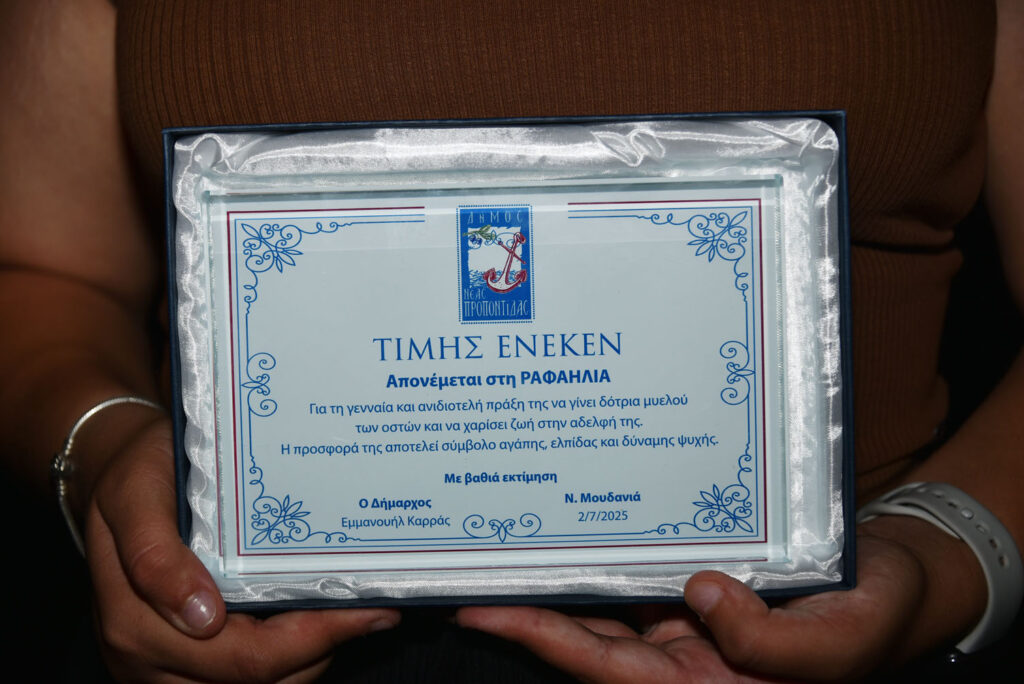 ΔΗΜΟΣ
ΝΕΑΣ
ΠΡΟΠΟΝΤΙΔΑΣ
ΤΙΜΗΣ ΕΝΕΚΕΝ
Απονέμεται στη ΡΑΦΑΗΛΙΑ
Για τη γενναία και ανιδιοτελή πράξη της να γίνει δότρια μυελού
των οστών και να χαρίσει ζωή στην αδελφή της.
Η προσφορά της αποτελεί σύμβολο αγάπης, ελπίδας και δύναμης ψυχής.
Με βαθιά εκτίμηση
Ο Δήμαρχος
Εμμανουήλ Καρράς
Ν. Μουδανιά
2/7/2025